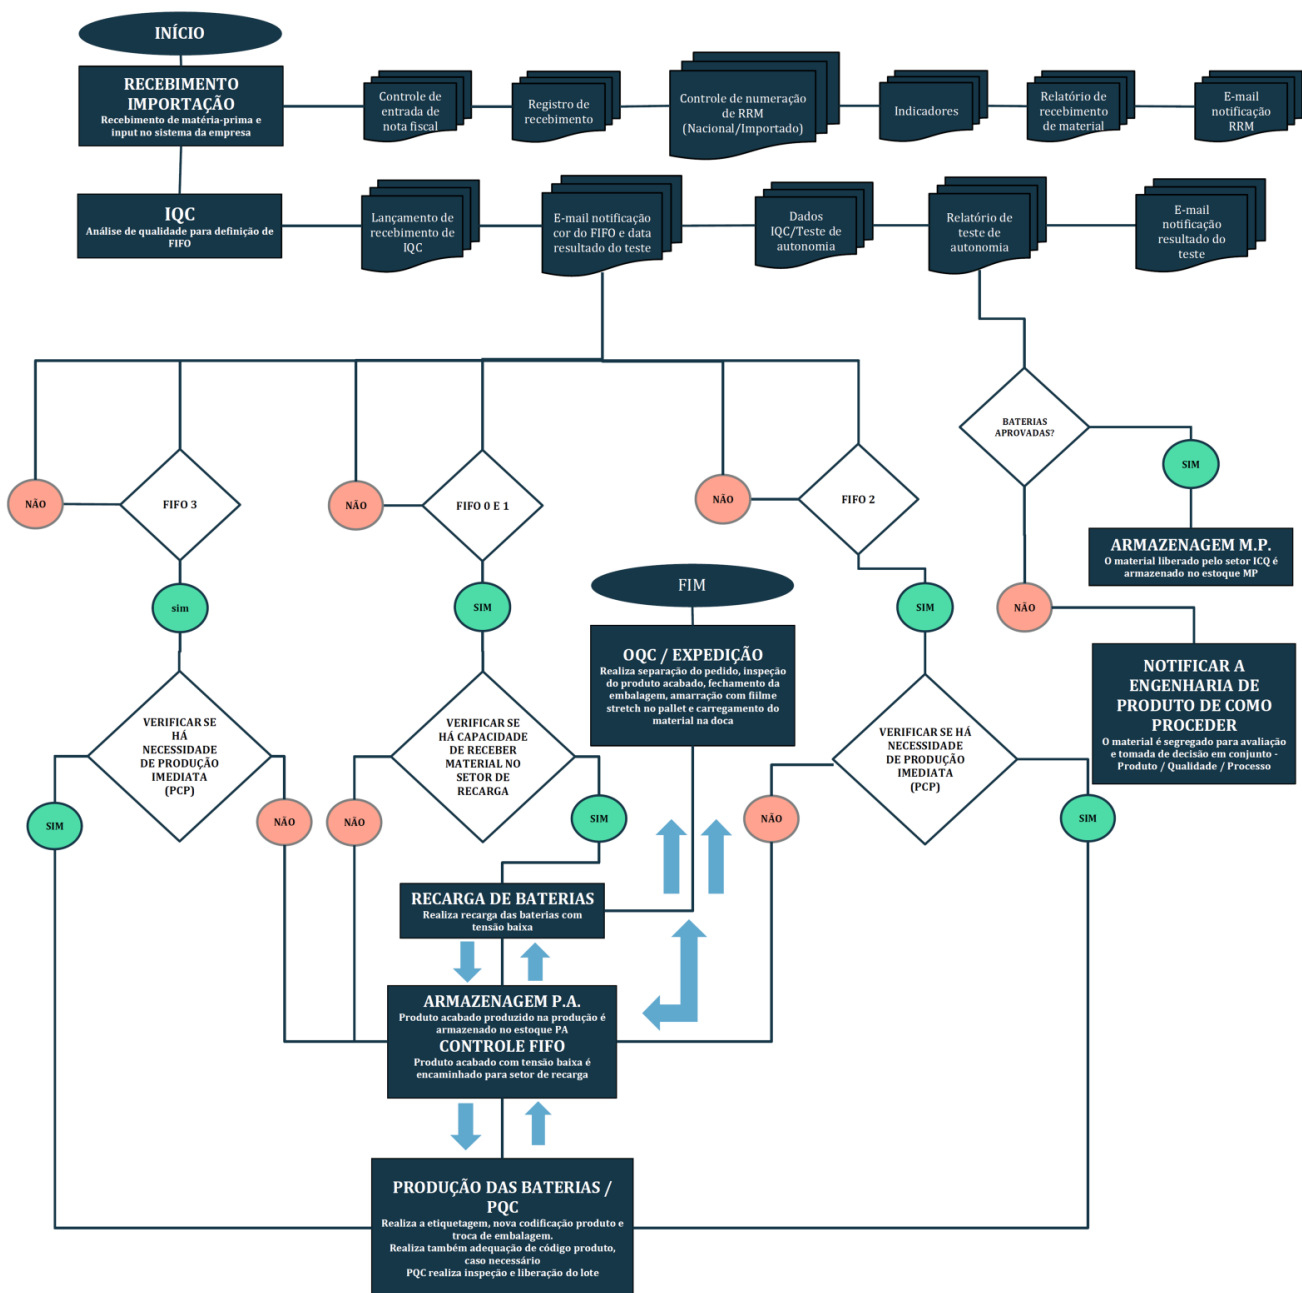 INÍCIO
RECEBIMENTO
IMPORTAÇÃO
Recebimento de matéria-prima e
input no sistema da empresa
Controle de
entrada de
nota fiscal
Registro de
recebimento
Controle de numeração
de RRM
(Nacional/Importado)
Indicadores
Relatório de
recebimento
de material
E-mail
notificação
RRM
IQC
Análise de qualidade para definição de
FIFO
Lançamento de
recebimento de
IQC
E-mail notificação
cor do FIFO e data
resultado do teste
Dados
IQC/Teste de
autonomia
Relatório de
teste de
autonomia
E-mail
notificação
resultado do
teste
BATERIAS
APROVADAS?
SIM
NÃO
FIFO 3
NÃO
FIFO 0 E 1
NÃO
FIFO 2
ARMAZENAGEM M.P.
O material liberado pelo setor ICQ é
armazenado no estoque MP
FIM
sim
SIM
SIM
NÃO
OQC / EXPEDIÇÃO
Realiza separação do pedido, inspeção
do produto acabado, fechamento da
embalagem, amarração com fiilme
stretch no pallet e carregamento do
material na doca
NOTIFICAR A
ENGENHARIA DE
PRODUTO DE COMO
PROCEDER
O material é segregado para avaliação
e tomada de decisão em conjunto -
Produto / Qualidade / Processo
VERIFICAR SE
HÁ
NECESSIDADE
DE PRODUÇÃO
IMEDIATA
(PCP)
VERIFICAR SE
HÁ CAPACIDADE
DE RECEBER
MATERIAL NO
SETOR DE
RECARGA
VERIFICAR SE HÁ
NECESSIDADE
DE PRODUÇÃO
IMEDIATA
(PCP)
SIM
NÃO
NÃO
SIM
NÃO
SIM
RECARGA DE BATERIAS
Realiza recarga das baterias com
tensão baixa
ARMAZENAGEM P.A.
Produto acabado produzido na produção é
armazenado no estoque PA
CONTROLE FIFO
Produto acabado com tensão baixa é
encaminhado para setor de recarga
PRODUÇÃO DAS BATERIAS /
PQC
Realiza a etiquetagem, nova codificação produto e
troca de embalagem.
Realiza também adequação de código produto,
caso necessário
PQC realiza inspeção e liberação do lote